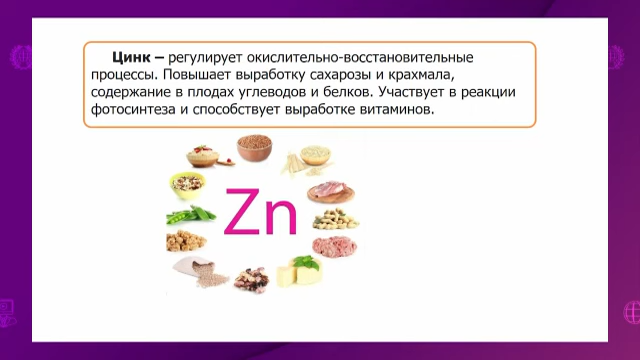 Цинк – регулирует окислительно-восстановительные
процессы. Повышает выработку сахарозы и крахмала,
содержание в плодах углеводов и белков. Участвует в реакции
фотосинтеза и способствует выработке витаминов.
Zn